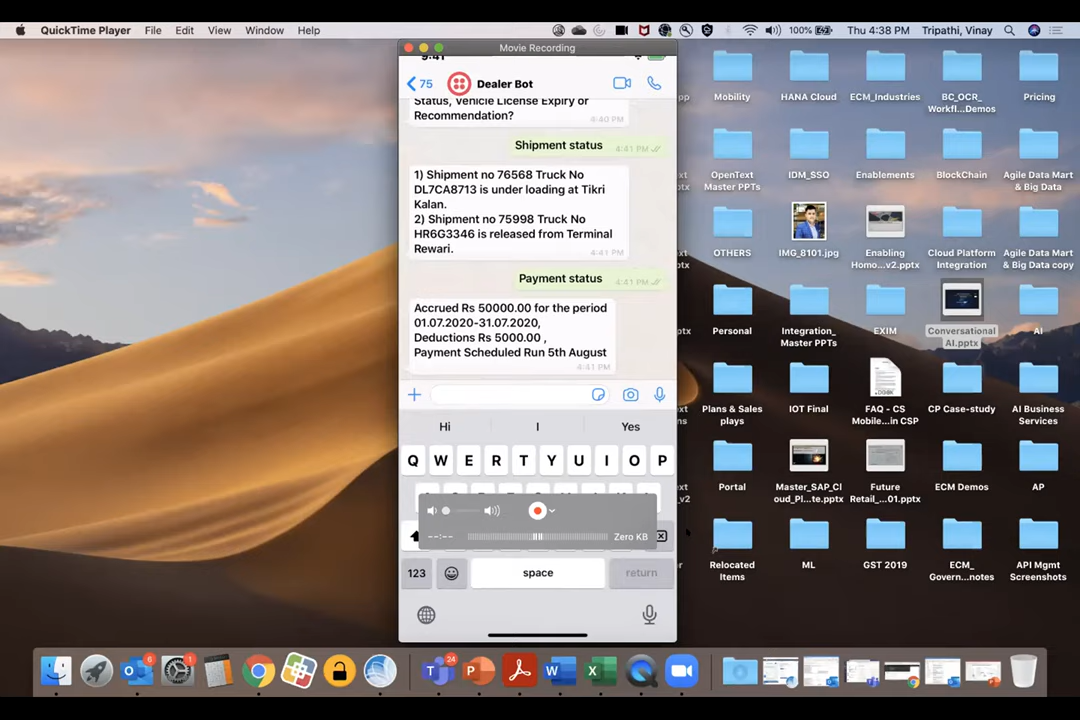 QuickTime Player File Edit View Window Help
100% Thu 4:38 PM Tripathi, Vinay
Movie Recording
9:41
75 Dealer Bot
Status, Vehicle License Expiry or
Recommendation?
4:40 PM
Shipment status
4:41 PM
1) Shipment no 76568 Truck No
DL7CA8713 is under loading at Tikri
Kalan.
2) Shipment no 75998 Truck No
HR6G3346 is released from Terminal
Rewari.
4:41 PM
Payment status
4:41 PM
Accrued Rs 50000.00 for the period
01.07.2020-31.07.2020,
Deductions Rs 5000.00 ,
Payment Scheduled Run 5th August
4:41 PM
Hi I Yes
Q W E R T Y U I O P
--:-- Zero KB
123 space return
Mobility
HANA Cloud
ECM_Industries
BC_OCR_
Workfl...Demos
Pricing
OpenText
Master PPTs
IDM_SSO
Enablements
BlockChain
Agile Data Mart
& Big Data
OTHERS
IMG_8101.jpg
Enabling
Homo...v2.pptx
Cloud Platform
Integration
Agile Data Mart
& Big Data copy
Personal
Integration_
Master PPTs
EXIM
Conversational
AI.pptx
AI
Plans & Sales
plays
IOT Final
FAQ - CS
Mobile...in CSP
CP Case-study
AI Business
Services
Portal
Master_SAP_Cl
oud_Pl...te.pptx
Future
Retail_...01.pptx
ECM Demos
AP
Relocated
Items
ML
GST 2019
ECM_
Govern...notes
API Mgmt
Screenshots
6
1
24